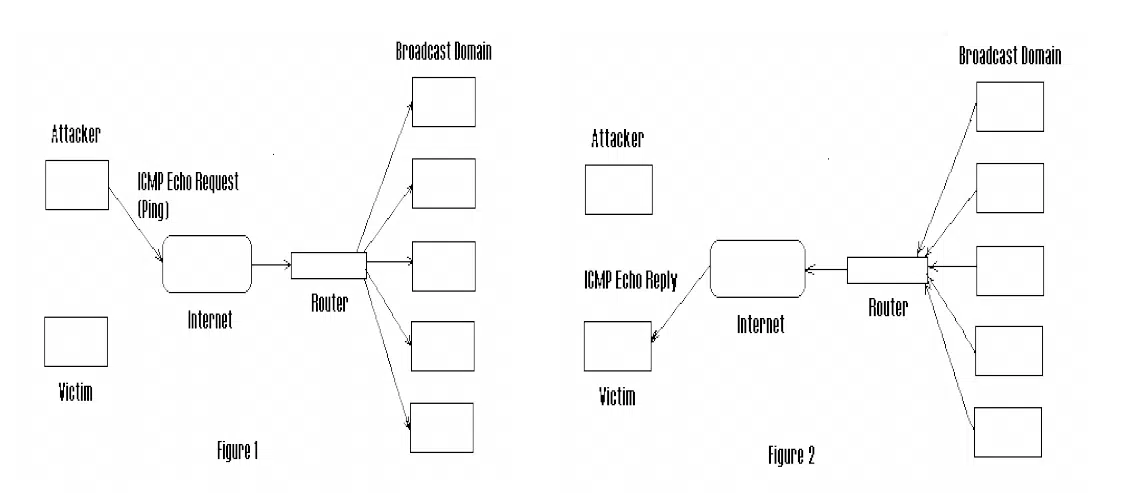 Broadcast Domain
Attacker
ICMP Echo Request
(Ping)
Internet
Router
Victim
Figure 1
Broadcast Domain
Attacker
ICMP Echo Reply
Internet
Router
Victim
Figure 2